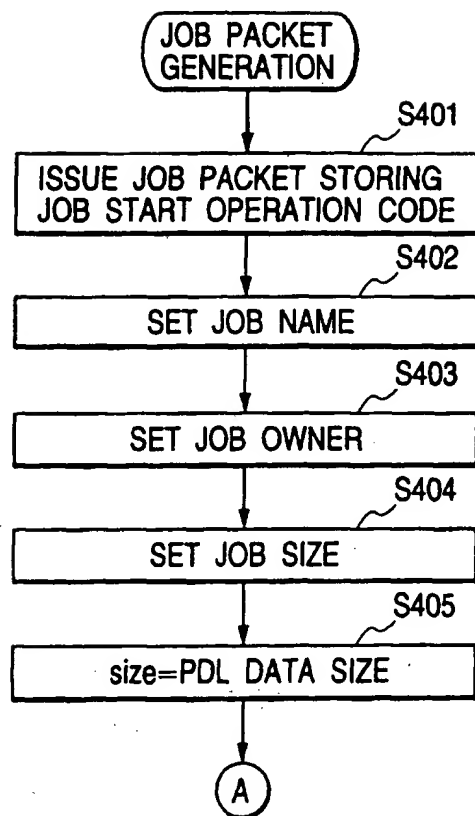 JOB PACKET
GENERATION
S401
ISSUE JOB PACKET STORING
JOB START OPERATION CODE
S402
SET JOB NAME
S403
SET JOB OWNER
S404
SET JOB SIZE
S405
size=PDL DATA SIZE
A